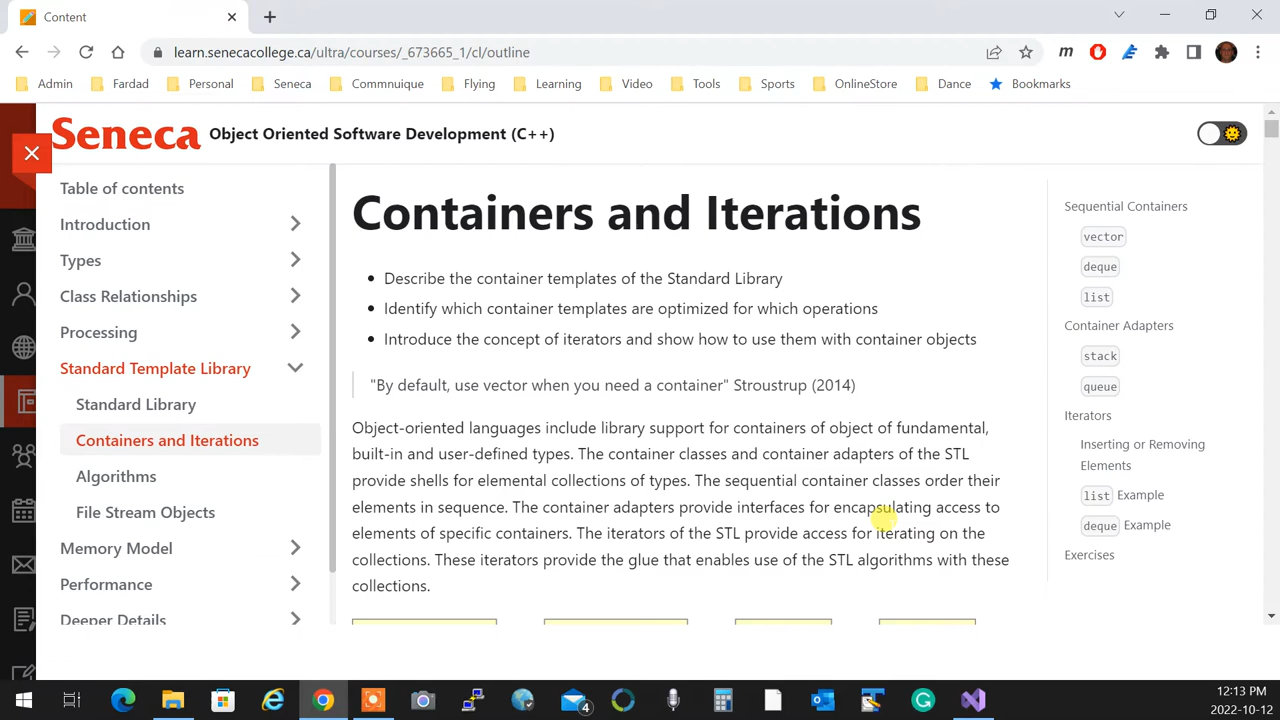 Content
learn.senecacollege.ca/ultra/courses/_673665_1/cl/outline
m
Admin
Fardad
Personal
Seneca
Commnuique
Flying
Learning
Video
Tools
Sports
OnlineStore
Dance
Bookmarks
Seneca
Object Oriented Software Development (C++)
Table of contents
Introduction
Types
Class Relationships
Processing
Standard Template Library
Standard Library
Containers and Iterations
Algorithms
File Stream Objects
Memory Model
Performance
Deeper Details
Containers and Iterations
Describe the container templates of the Standard Library
Identify which container templates are optimized for which operations
Introduce the concept of iterators and show how to use them with container objects
"By default, use vector when you need a container" Stroustrup (2014)
Object-oriented languages include library support for containers of object of fundamental,
built-in and user-defined types. The container classes and container adapters of the STL
provide shells for elemental collections of types. The sequential container classes order their
elements in sequence. The container adapters provide interfaces for encapsulating access to
elements of specific containers. The iterators of the STL provide access for iterating on the
collections. These iterators provide the glue that enables use of the STL algorithms with these
collections.
Sequential Containers
vector
deque
list
Container Adapters
stack
queue
Iterators
Inserting or Removing
Elements
list Example
deque Example
Exercises
4
12:13 PM
2022-10-12